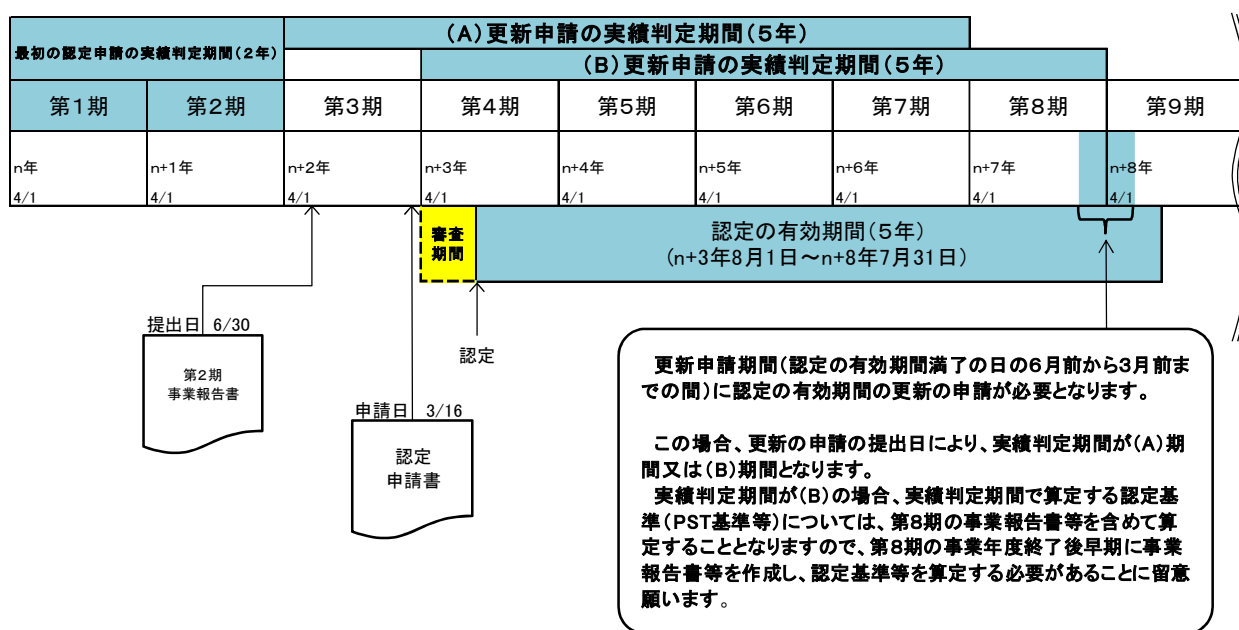 最初の認定申請の実績判定期間(2年)
(A)更新申請の実績判定期間(5年)
(B)更新申請の実績判定期間(5年)
第1期 第2期 第3期 第4期 第5期 第6期 第7期 第8期 第9期
n年 n+1年 n+2年 n+3年 n+4年 n+5年 n+6年 n+7年 n+8年
4/1 4/1 4/1 4/1 4/1 4/1 4/1 4/1 4/1
審査
期間
認定の有効期間(5年)
(n+3年8月1日~n+8年7月31日)
提出日 6/30
第2期
事業報告書
認定
申請日 3/16
認定
申請書
更新申請期間(認定の有効期間満了の日の6月前から3月前ま
での間)に認定の有効期間の更新の申請が必要となります。
この場合、更新の申請の提出日により、実績判定期間が(A)期
間又は(B)期間となります。
実績判定期間が(B)の場合、実績判定期間で算定する認定基
準(PST基準等)については、第8期の事業報告書等を含めて算
定することとなりますので、第8期の事業年度終了後早期に事業
報告書等を作成し、認定基準等を算定する必要があることに留意
願います。